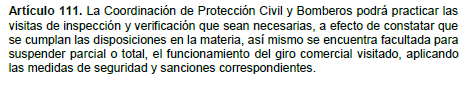 Artículo 111. La Coordinación de Protección Civil y Bomberos podrá practicar las
visitas de inspección y verificación que sean necesarias, a efecto de constatar que
se cumplan las disposiciones en la materia, así mismo se encuentra facultada para
suspender parcial o total, el funcionamiento del giro comercial visitado, aplicando
las medidas de seguridad y sanciones correspondientes.